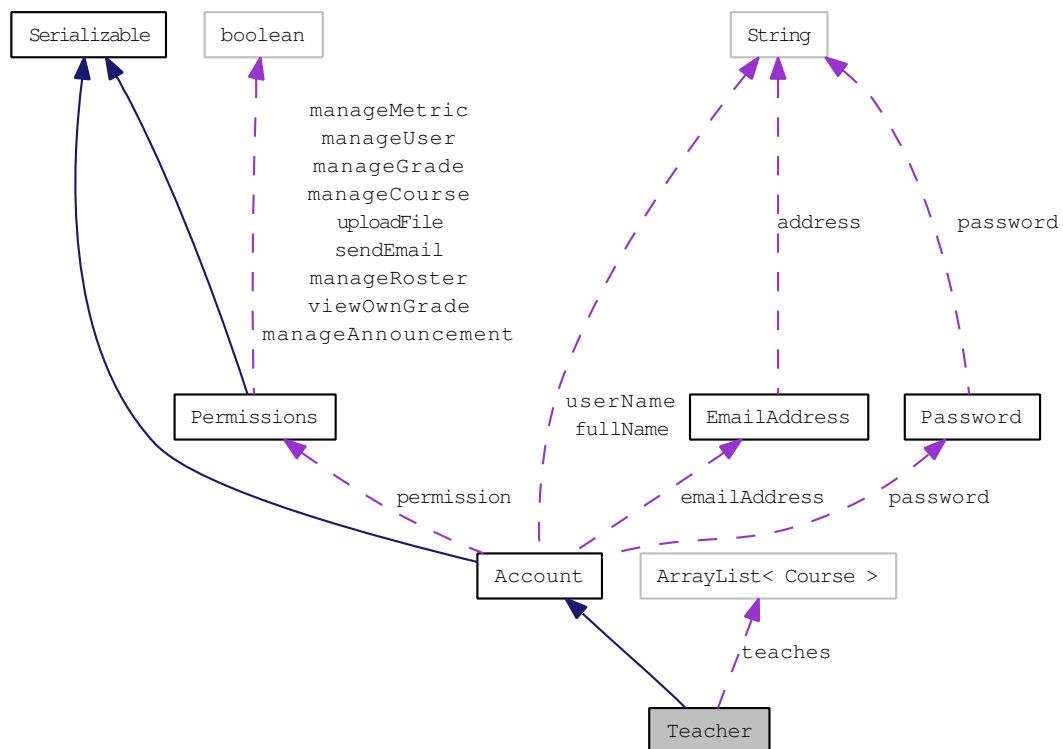 Serializable
boolean
String
manageMetric
manageUser
manageGrade
manageCourse
uploadFile
sendEmail
manageRoster
viewOwnGrade
manageAnnouncement
address
password
userName
fullName
Permissions
EmailAddress
Password
permission
emailAddress
password
Account
ArrayList< Course >
teaches
Teacher